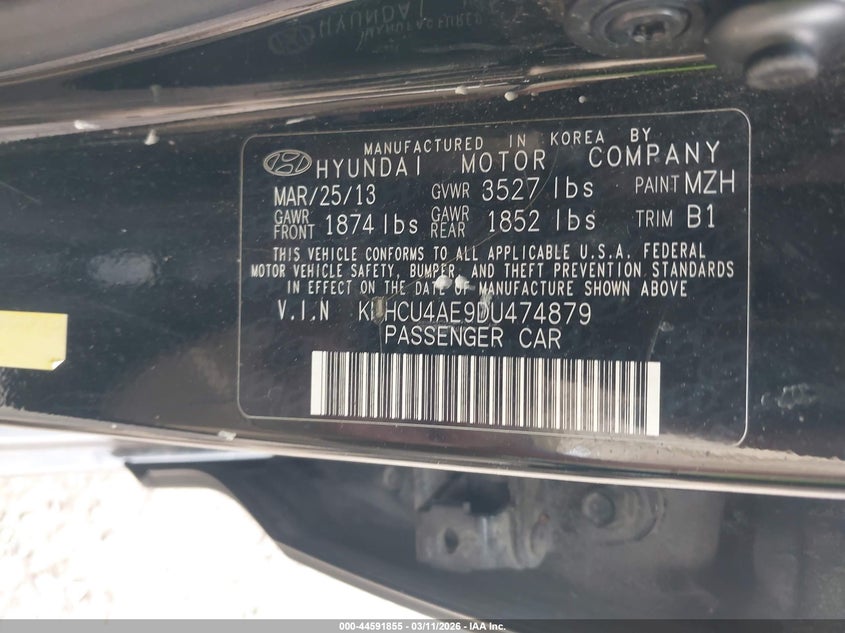 MANUFACTURED IN KOREA BY
HYUNDAI MOTOR COMPANY
MAR/25/13 GVWR 3527 lbs PAINT MZH
GAWR FRONT 1874 lbs GAWR REAR 1852 lbs TRIM B1
THIS VEHICLE CONFORMS TO ALL APPLICABLE U.S.A. FEDERAL
MOTOR VEHICLE SAFETY, BUMPER, AND THEFT PREVENTION STANDARDS
IN EFFECT ON THE DATE OF MANUFACTURE SHOWN ABOVE
V.I.N
PASSENGER CAR
000-44591855 - 03/11/2026 - IAA Inc.